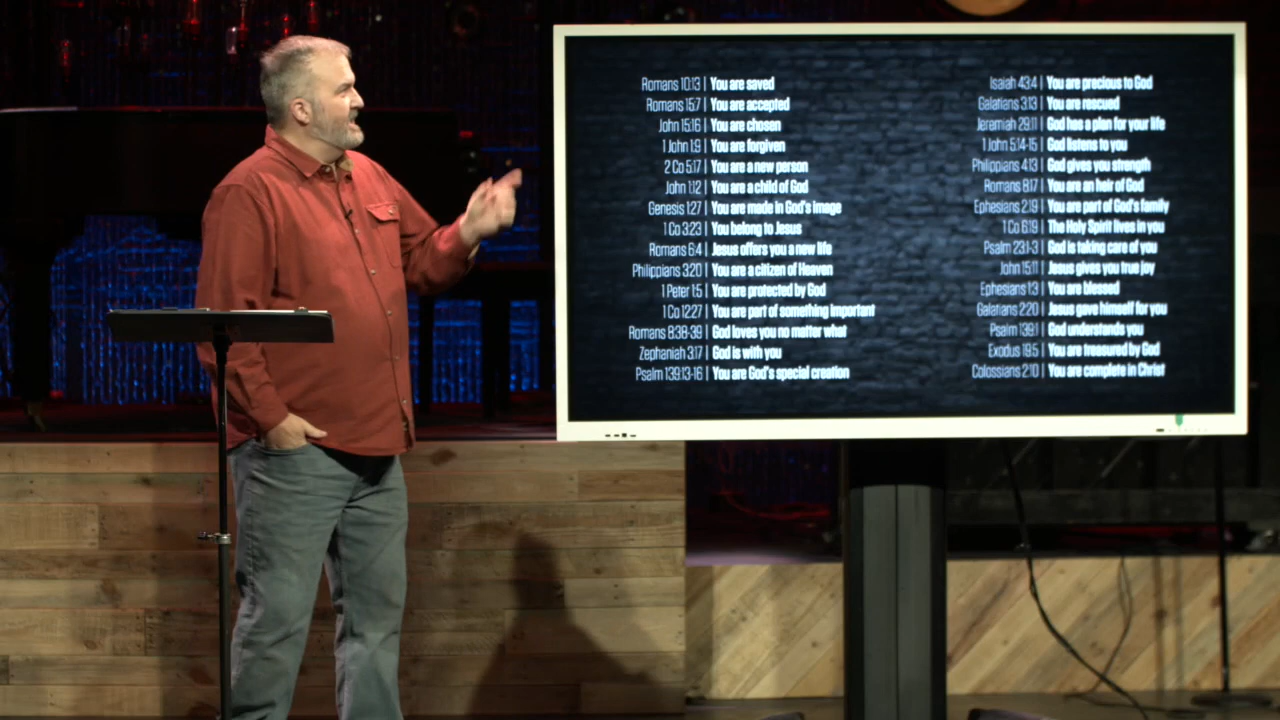 Romans 10:13 | You are saved
Romans 15:7 | You are accepted
John 15:16 | You are chosen
1 John 1:9 | You are forgiven
2 Co 5:17 | You are a new person
John 1:12 | You are a child of God
Genesis 1:27 | You are made in God's image
1 Co 3:23 | You belong to Jesus
Romans 6:4 | Jesus offers you a new life
Philippians 3:20 | You are a citizen of Heaven
1 Peter 1:5 | You are protected by God
1 Co 12:27 | You are part of something important
Romans 8:38-39 | God loves you no matter what
Zephaniah 3:17 | God is with you
Psalm 139:13-16 | You are God's special creation
Isaiah 43:4 | You are precious to God
Galatians 3:13 | You are rescued
Jeremiah 29:11 | God has a plan for your life
1 John 5:14-15 | God listens to you
Philippians 4:13 | God gives you strength
Romans 8:17 | You are an heir of God
Ephesians 2:19 | You are part of God's family
1 Co 6:19 | The Holy Spirit lives in you
Psalm 23:1-3 | God is taking care of you
John 15:11 | Jesus gives you true joy
Ephesians 1:3 | You are blessed
Galatians 2:20 | Jesus gave himself for you
Psalm 139:1 | God understands you
Exodus 19:5 | You are treasured by God
Colossians 2:10 | You are complete in Christ